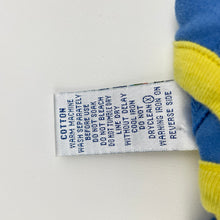 COTTON
WARM MACHINE
WASH SEPARATELY
BEFORE USE
DO NOT SOAK
DO NOT BLEACH
DO NOT TUMBLE DRY
LINE DRY
WITHOUT DELAY
COOL IRON
DO NOT
DRYCLEAN Ⓧ
WARNING IRON ON
REVERSE SIDE